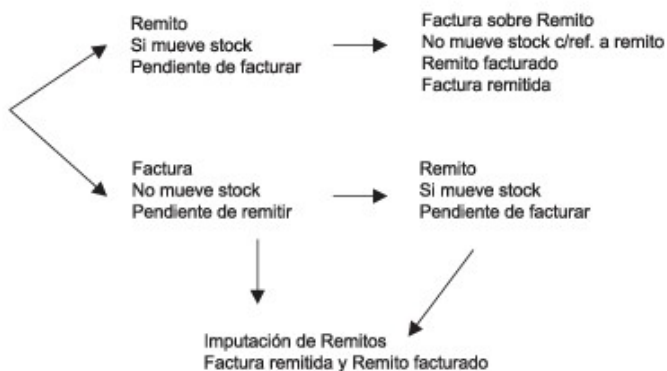 Remito
Si mueve stock
Pendiente de facturar
Factura sobre Remito
No mueve stock c/ref. a remito
Remito facturado
Factura remitida
Factura
No mueve stock
Pendiente de remitir
Remito
Si mueve stock
Pendiente de facturar
Imputación de Remitos
Factura remitida y Remito facturado